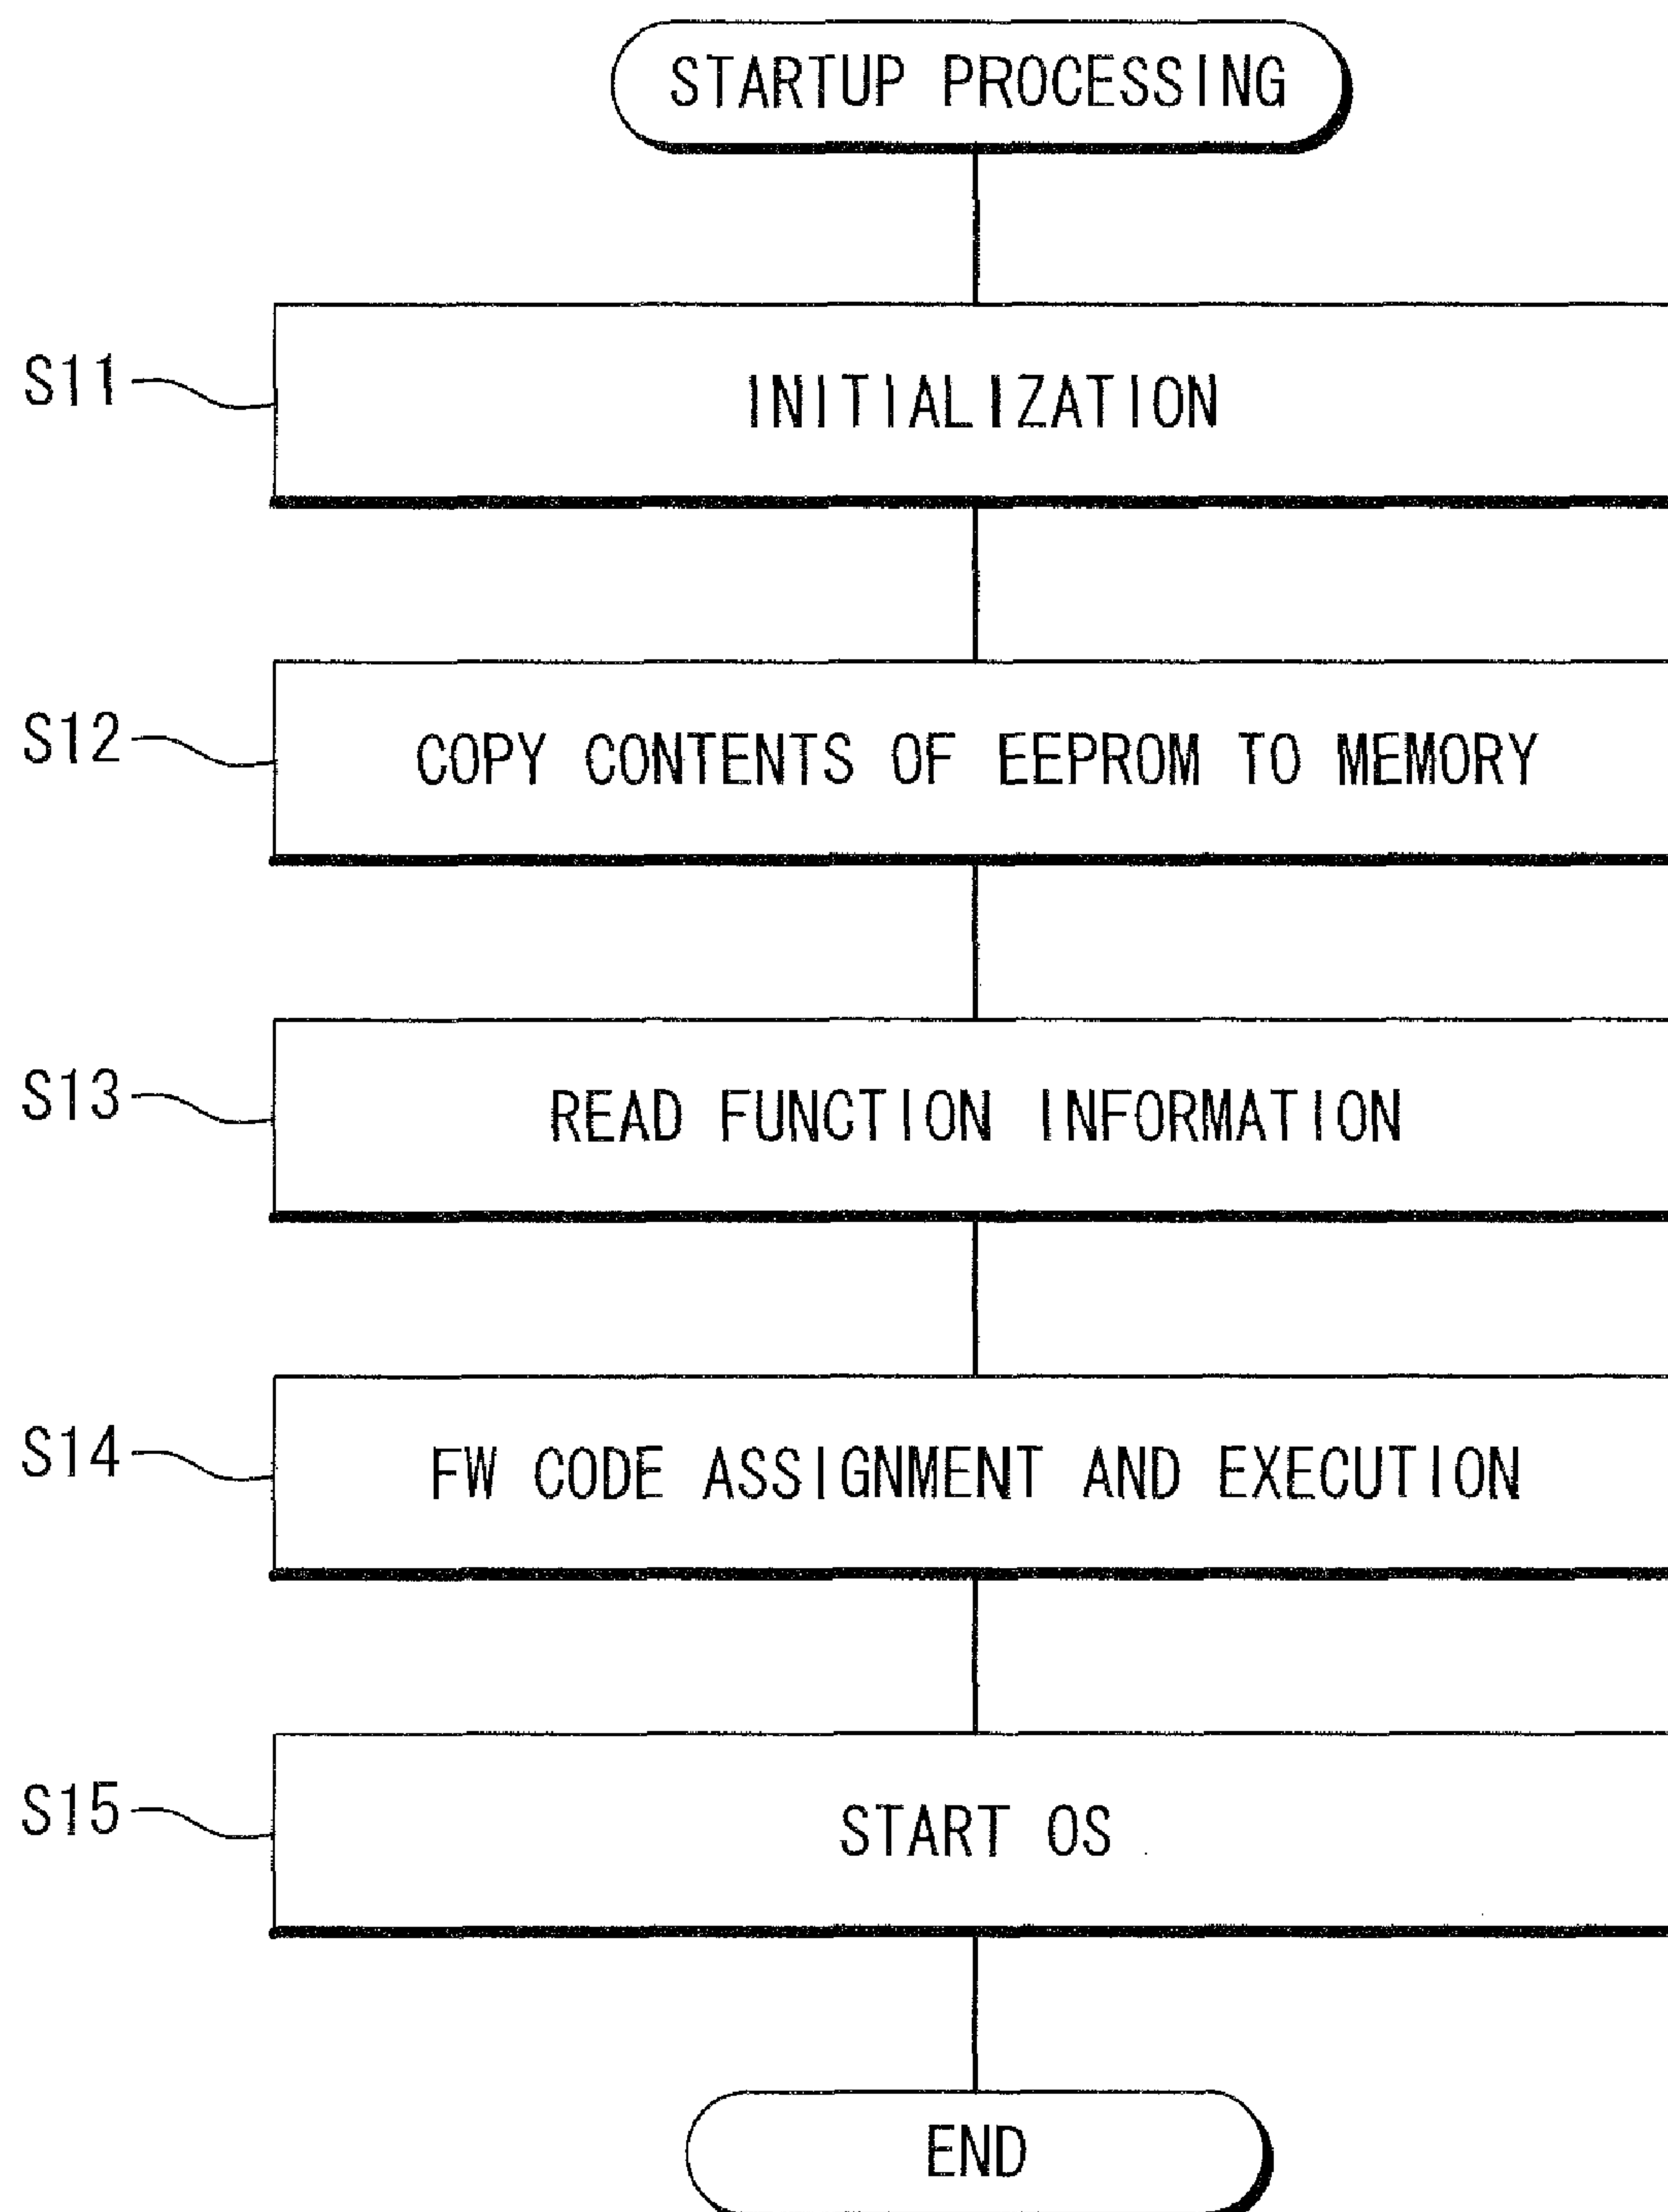 STARTUP PROCESSING
S11
INITIALIZATION
S12
COPY CONTENTS OF EEPROM TO MEMORY
S13
READ FUNCTION INFORMATION
S14
FW CODE ASSIGNMENT AND EXECUTION
S15
START OS
END